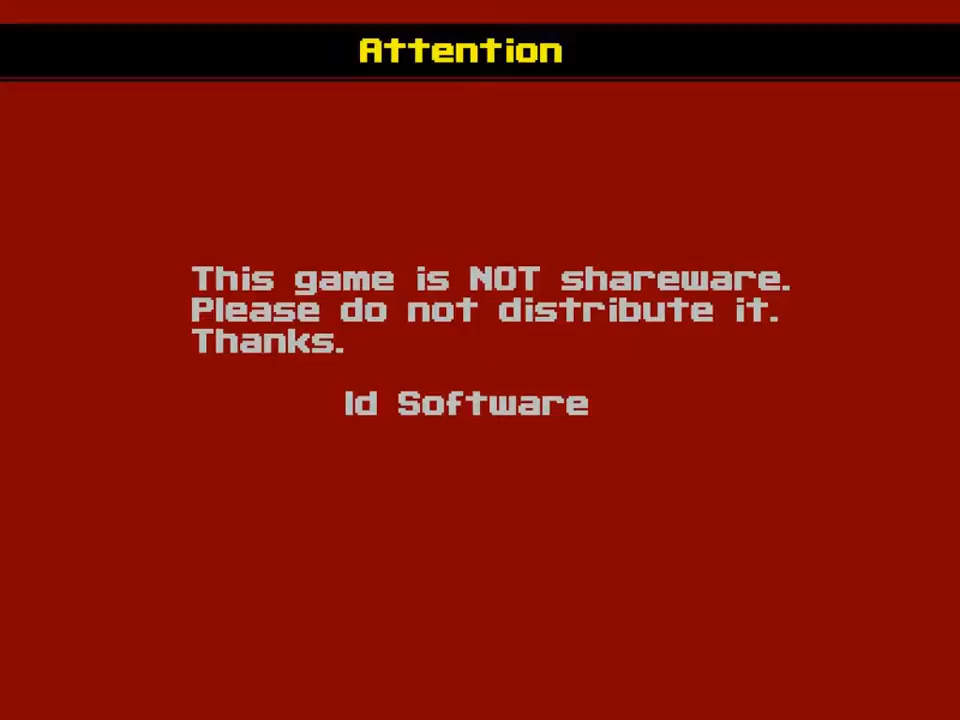 Attention
This game is NOT shareware.
Please do not distribute it.
Thanks.
Id Software